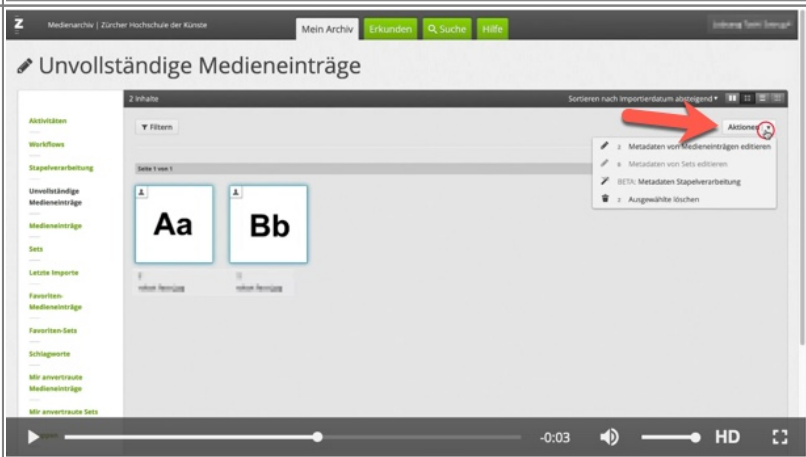 Z
Medienarchiv | Zürcher Hochschule der Künste
Mein Archiv
Erkunden
Suche
Hilfe
Unvollständige Medieneinträge
2 Inhalte
Sortieren nach Importierdatum absteigend
Aktivitäten
Workflows
Stapelverarbeitung
Unvollständige
Medieneinträge
Medieneinträge
Sets
Letzte Importe
Favoriten-
Medieneinträge
Favoriten-Sets
Schlagworte
Mir anvertraute
Medieneinträge
Mir anvertraute Sets
Filtern
Aktionen
2 Metadaten von Medieneinträgen editieren
0 Metadaten von Sets editieren
BETA: Metadaten Stapelverarbeitung
2 Ausgewählte löschen
Seite 1 von 1
Aa
Bb
-0:03
HD